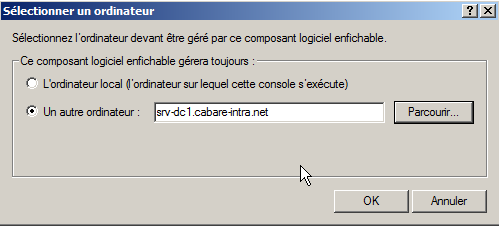 Sélectionner un ordinateur
Sélectionnez l'ordinateur devant être géré par ce composant logiciel enfichable.
Ce composant logiciel enfichable gérera toujours :
L'ordinateur local (l'ordinateur sur lequel cette console s'exécute)
Un autre ordinateur : srv-dc1.cabare-intra.net Parcourir...
OK Annuler